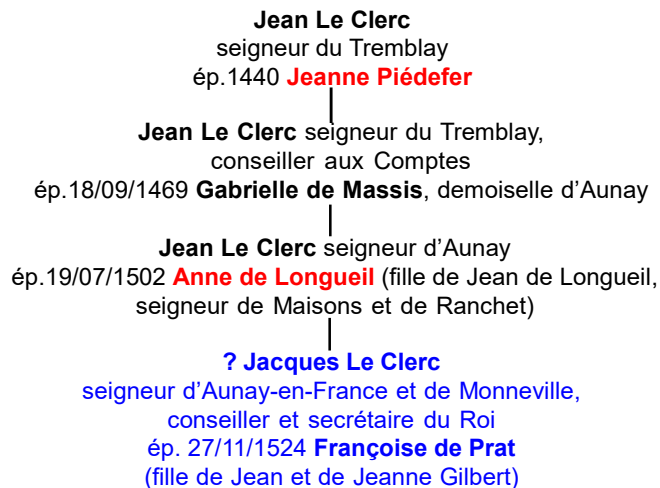 Jean Le Clerc
seigneur du Tremblay
ép.1440 Jeanne Piédefer
Jean Le Clerc seigneur du Tremblay,
conseiller aux Comptes
ép.18/09/1469 Gabrielle de Massis, demoiselle d’Aunay
Jean Le Clerc seigneur d’Aunay
ép.19/07/1502 Anne de Longueil (fille de Jean de Longueil,
seigneur de Maisons et de Ranchet)
? Jacques Le Clerc
seigneur d’Aunay-en-France et de Monneville,
conseiller et secrétaire du Roi
ép. 27/11/1524 Françoise de Prat
(fille de Jean et de Jeanne Gilbert)